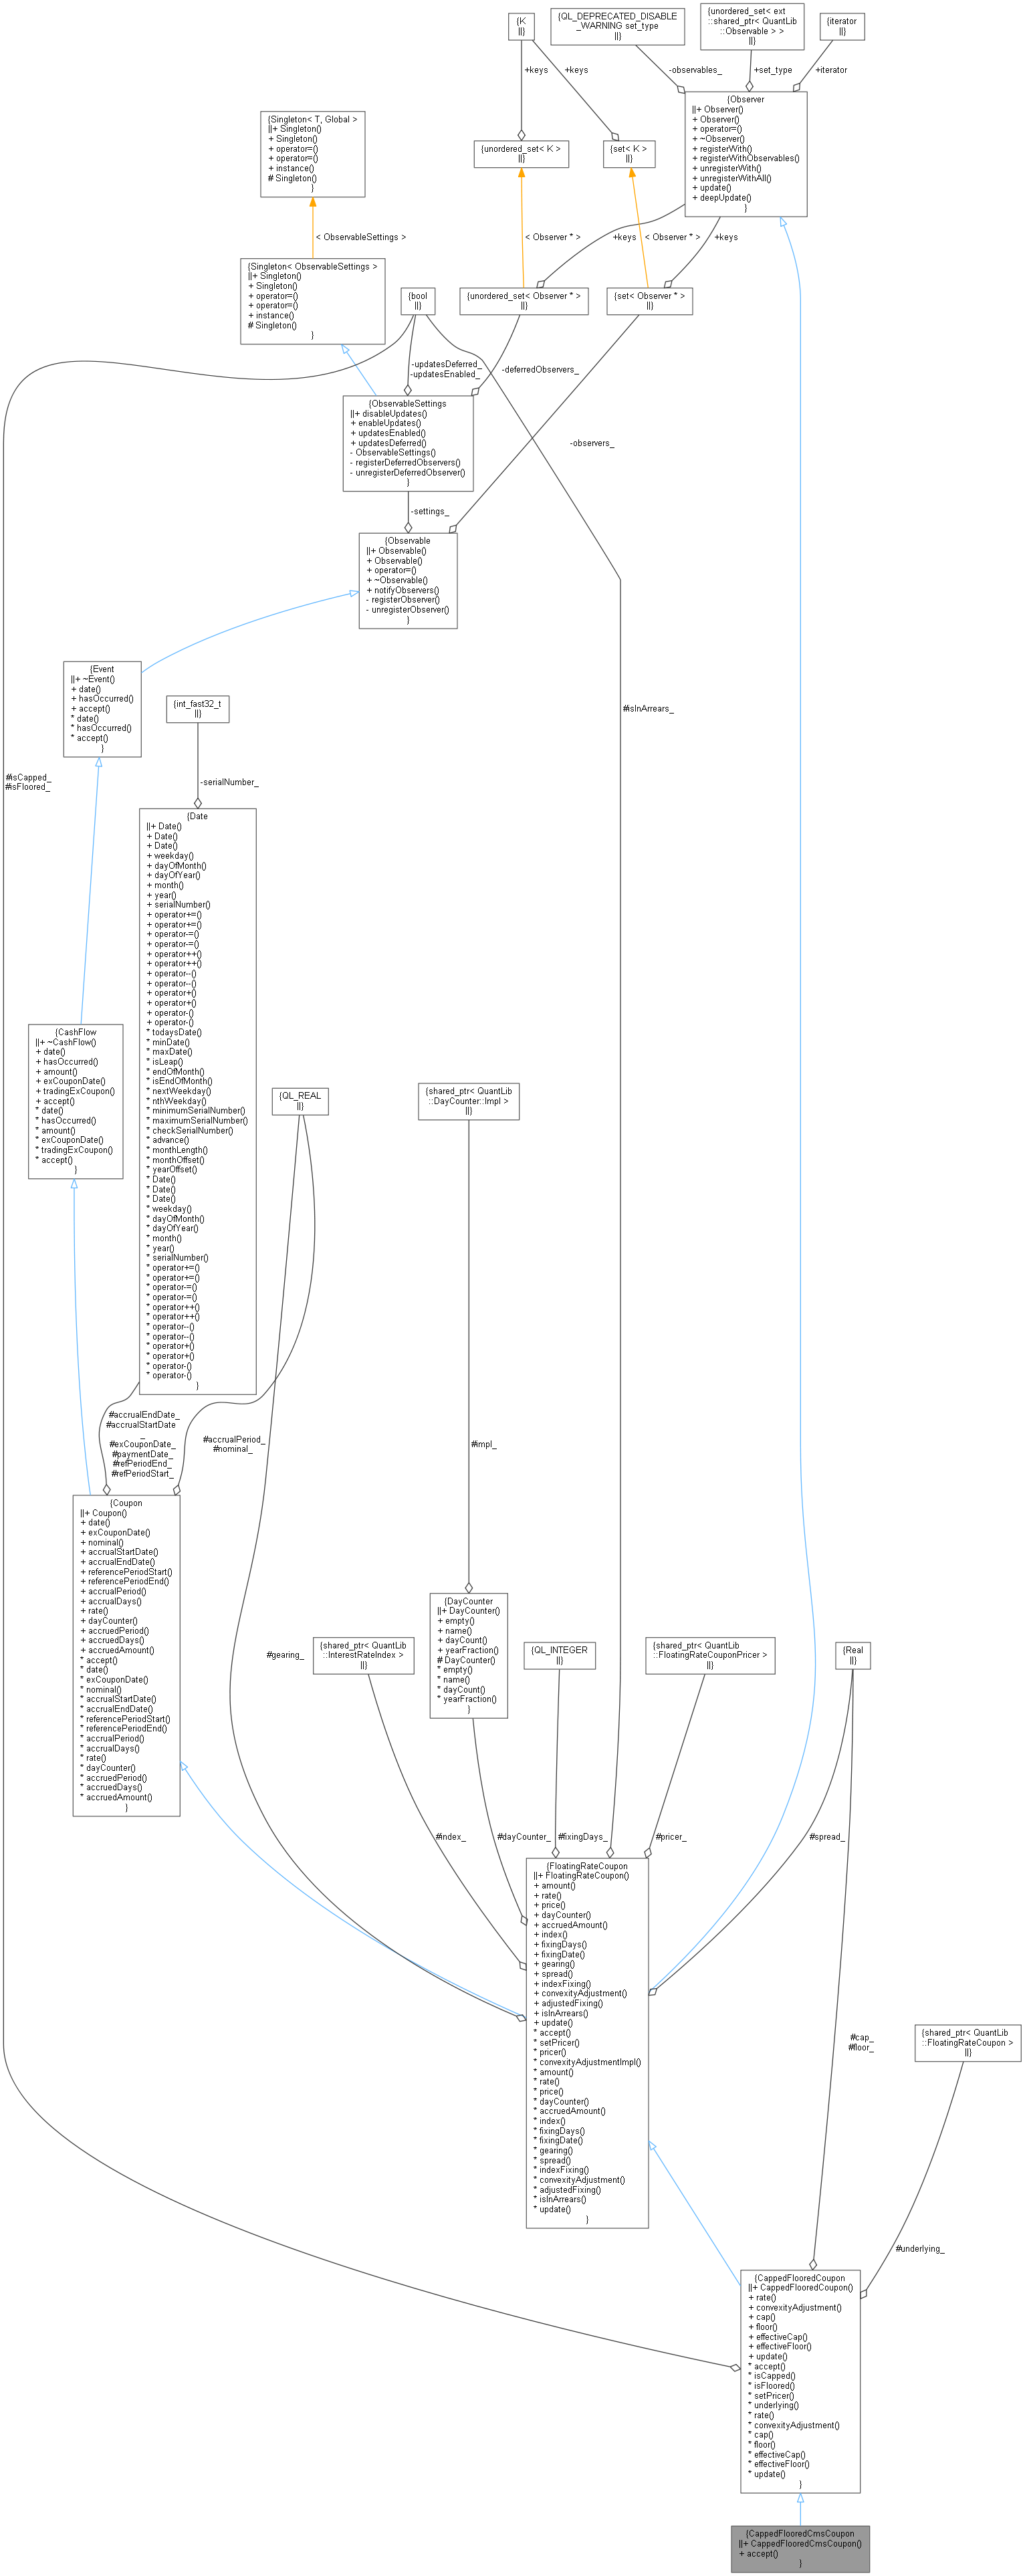 {K
||}
{QL_DEPRECATED_DISABLE
_WARNING set_type
||}
{unordered_set< ext
::shared_ptr< QuantLib
::Observable > >
||}
{iterator
||}
+keys
+keys
-observables_
+set_type
+iterator
{Singleton< T, Global >
||+ Singleton()
+ Singleton()
+ operator=()
+ operator=()
+ instance()
# Singleton()
}
{unordered_set< K >
||}
{set< K >
||}
{Observer
||+ Observer()
+ Observer()
+ operator=()
+ ~Observer()
+ registerWith()
+ registerWithObservables()
+ unregisterWith()
+ unregisterWithAll()
+ update()
+ deepUpdate()
}
< ObservableSettings >
< Observer * >
+keys
< Observer * >
+keys
{Singleton< ObservableSettings >
||+ Singleton()
+ Singleton()
+ operator=()
+ operator=()
+ instance()
# Singleton()
}
{bool
||}
{unordered_set< Observer * >
||}
{set< Observer * >
||}
-updatesDeferred_
-updatesEnabled_
-deferredObservers_
{ObservableSettings
||+ disableUpdates()
+ enableUpdates()
+ updatesEnabled()
+ updatesDeferred()
- ObservableSettings()
- registerDeferredObservers()
- unregisterDeferredObserver()
}
-observers_
-settings_
{Observable
||+ Observable()
+ Observable()
+ operator=()
+ ~Observable()
+ notifyObservers()
- registerObserver()
- unregisterObserver()
}
{Event
||+ ~Event()
+ date()
+ hasOccurred()
+ accept()
* date()
* hasOccurred()
* accept()
}
{int_fast32_t
||}
#isInArrears_
#isCapped_
#isFloored_
-serialNumber_
{Date
||+ Date()
+ Date()
+ Date()
+ weekday()
+ dayOfMonth()
+ dayOfYear()
+ month()
+ year()
+ serialNumber()
+ operator+=()
+ operator+=()
+ operator-=()
+ operator-=()
+ operator++()
+ operator++()
+ operator--()
+ operator--()
+ operator+()
+ operator+()
+ operator-()
+ operator-()
* todaysDate()
* minDate()
* maxDate()
* isLeap()
* endOfMonth()
* isEndOfMonth()
* nextWeekday()
* nthWeekday()
* minimumSerialNumber()
* maximumSerialNumber()
* checkSerialNumber()
* advance()
* monthLength()
* monthOffset()
* yearOffset()
* Date()
* Date()
* Date()
* weekday()
* dayOfMonth()
* dayOfYear()
* month()
* year()
* serialNumber()
* operator+=()
* operator+=()
* operator-=()
* operator-=()
* operator++()
* operator++()
* operator--()
* operator--()
* operator+()
* operator+()
* operator-()
* operator-()
}
{CashFlow
||+ ~CashFlow()
+ date()
+ hasOccurred()
+ amount()
+ exCouponDate()
+ tradingExCoupon()
+ accept()
* date()
* hasOccurred()
* amount()
* exCouponDate()
* tradingExCoupon()
* accept()
}
{QL_REAL
||}
{shared_ptr< QuantLib
::DayCounter::Impl >
||}
#accrualEndDate_
#accrualStartDate
_
#exCouponDate_
#paymentDate_
#refPeriodEnd_
#refPeriodStart_
#accrualPeriod_
#nominal_
#impl_
{Coupon
||+ Coupon()
+ date()
+ exCouponDate()
+ nominal()
+ accrualStartDate()
+ accrualEndDate()
+ referencePeriodStart()
+ referencePeriodEnd()
+ accrualPeriod()
+ accrualDays()
+ rate()
+ dayCounter()
+ accruedPeriod()
+ accruedDays()
+ accruedAmount()
* accept()
* date()
* exCouponDate()
* nominal()
* accrualStartDate()
* accrualEndDate()
* referencePeriodStart()
* referencePeriodEnd()
* accrualPeriod()
* accrualDays()
* rate()
* dayCounter()
* accruedPeriod()
* accruedDays()
* accruedAmount()
}
#gearing_
{shared_ptr< QuantLib
::InterestRateIndex >
||}
{DayCounter
||+ DayCounter()
+ empty()
+ name()
+ dayCount()
+ yearFraction()
# DayCounter()
* empty()
* name()
* dayCount()
* yearFraction()
}
{QL_INTEGER
||}
{shared_ptr< QuantLib
::FloatingRateCouponPricer >
||}
{Real
||}
#index_
#dayCounter_
#fixingDays_
#pricer_
#spread_
{FloatingRateCoupon
||+ FloatingRateCoupon()
+ amount()
+ rate()
+ price()
+ dayCounter()
+ accruedAmount()
+ index()
+ fixingDays()
+ fixingDate()
+ gearing()
+ spread()
+ indexFixing()
+ convexityAdjustment()
+ adjustedFixing()
+ isInArrears()
+ update()
* accept()
* setPricer()
* pricer()
* convexityAdjustmentImpl()
* amount()
* rate()
* price()
* dayCounter()
* accruedAmount()
* index()
* fixingDays()
* fixingDate()
* gearing()
* spread()
* indexFixing()
* convexityAdjustment()
* adjustedFixing()
* isInArrears()
* update()
}
#cap_
#floor_
{shared_ptr< QuantLib
::FloatingRateCoupon >
||}
#underlying_
{CappedFlooredCoupon
||+ CappedFlooredCoupon()
+ rate()
+ convexityAdjustment()
+ cap()
+ floor()
+ effectiveCap()
+ effectiveFloor()
+ update()
* accept()
* isCapped()
* isFloored()
* setPricer()
* underlying()
* rate()
* convexityAdjustment()
* cap()
* floor()
* effectiveCap()
* effectiveFloor()
* update()
}
{CappedFlooredCmsCoupon
||+ CappedFlooredCmsCoupon()
+ accept()
}